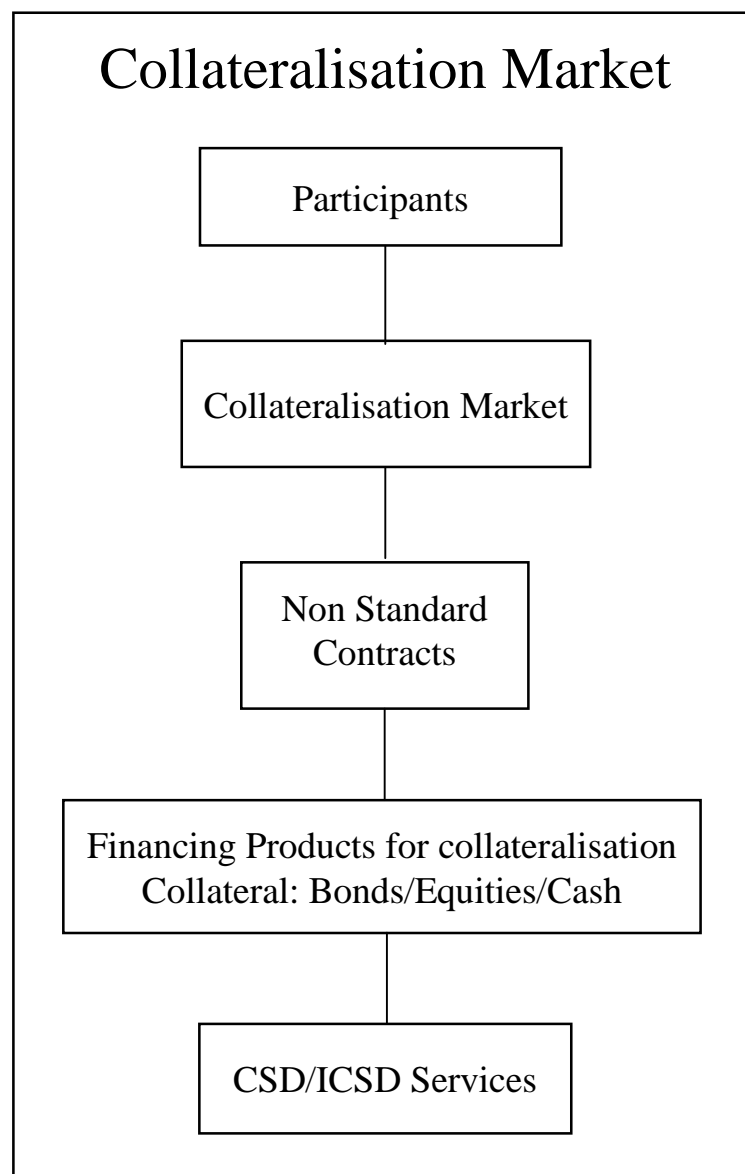 Collateralisation Market
Participants
Collateralisation Market
Non Standard
Contracts
Financing Products for collateralisation
Collateral: Bonds/Equities/Cash
CSD/ICSD Services